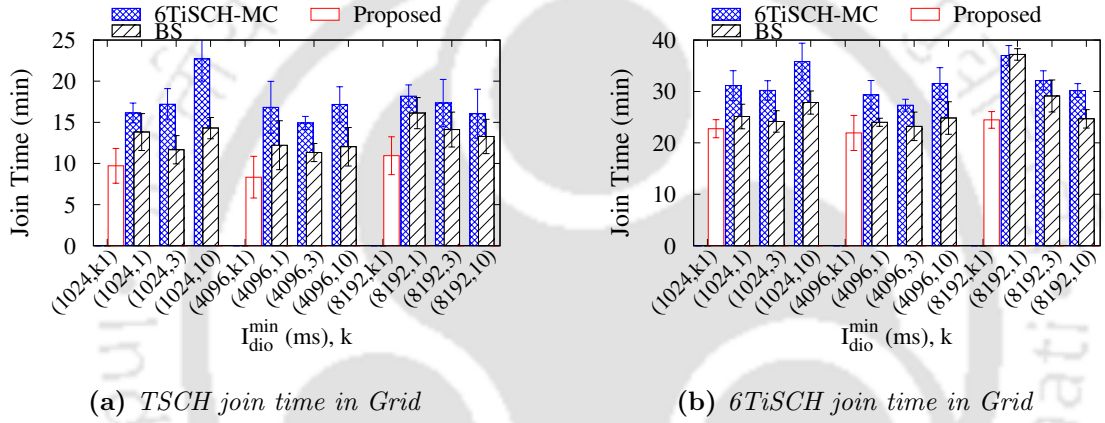 6TiSCH-MC Proposed
BS
Join Time (min)
25
20
15
10
5
0
(1024,k1)
(1024,1)
(1024,3)
(1024,10)
(4096,k1)
(4096,1)
(4096,3)
(4096,10)
(8192,k1)
(8192,1)
(8192,3)
(8192,10)
I_dio^min (ms), k
(a) TSCH join time in Grid
6TiSCH-MC Proposed
BS
Join Time (min)
40
30
20
10
0
(1024,k1)
(1024,1)
(1024,3)
(1024,10)
(4096,k1)
(4096,1)
(4096,3)
(4096,10)
(8192,k1)
(8192,1)
(8192,3)
(8192,10)
I_dio^min (ms), k
(b) 6TiSCH join time in Grid